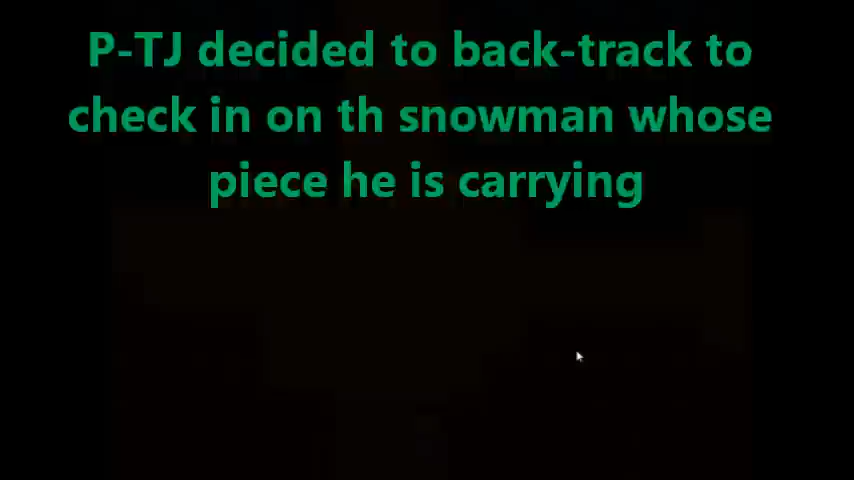 P-TJ decided to back-track to
check in on th snowman whose
piece he is carrying